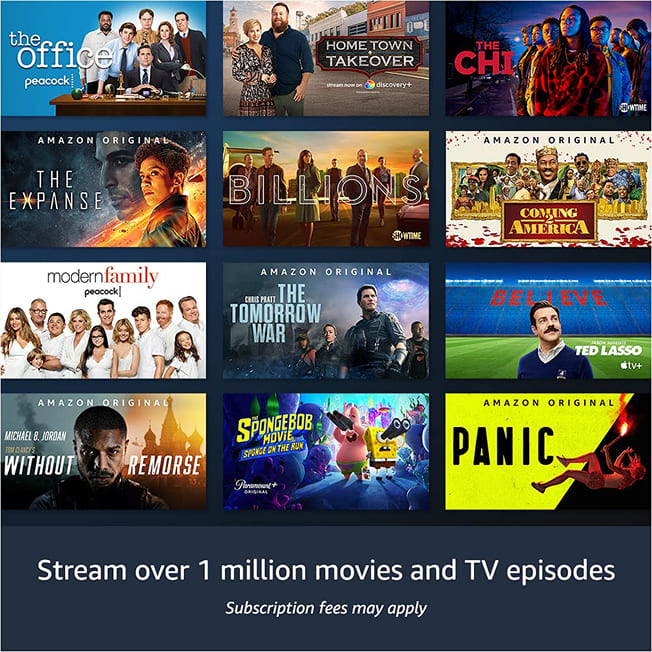 the
office
peacock
HOME TOWN
TAKEOVER
stream now on discovery+
THE
CHI
SHOWTIME
AMAZON ORIGINAL
THE
EXPANSE
BILLIONS
SHOWTIME
AMAZON ORIGINAL
COMING
2
AMERICA
modernfamily
peacock
AMAZON ORIGINAL
CHRIS PRATT
THE
TOMORROW
WAR
BELIEVE
JASON SUDEIKIS
TED LASSO
tv+
AMAZON ORIGINAL
MICHAEL B. JORDAN
TOM CLANCY'S
WITHOUT REMORSE
THE
SPONGEBOB
MOVIE
SPONGE ON THE RUN
Paramount+
ORIGINAL
AMAZON ORIGINAL
PANIC
Stream over 1 million movies and TV episodes
Subscription fees may apply